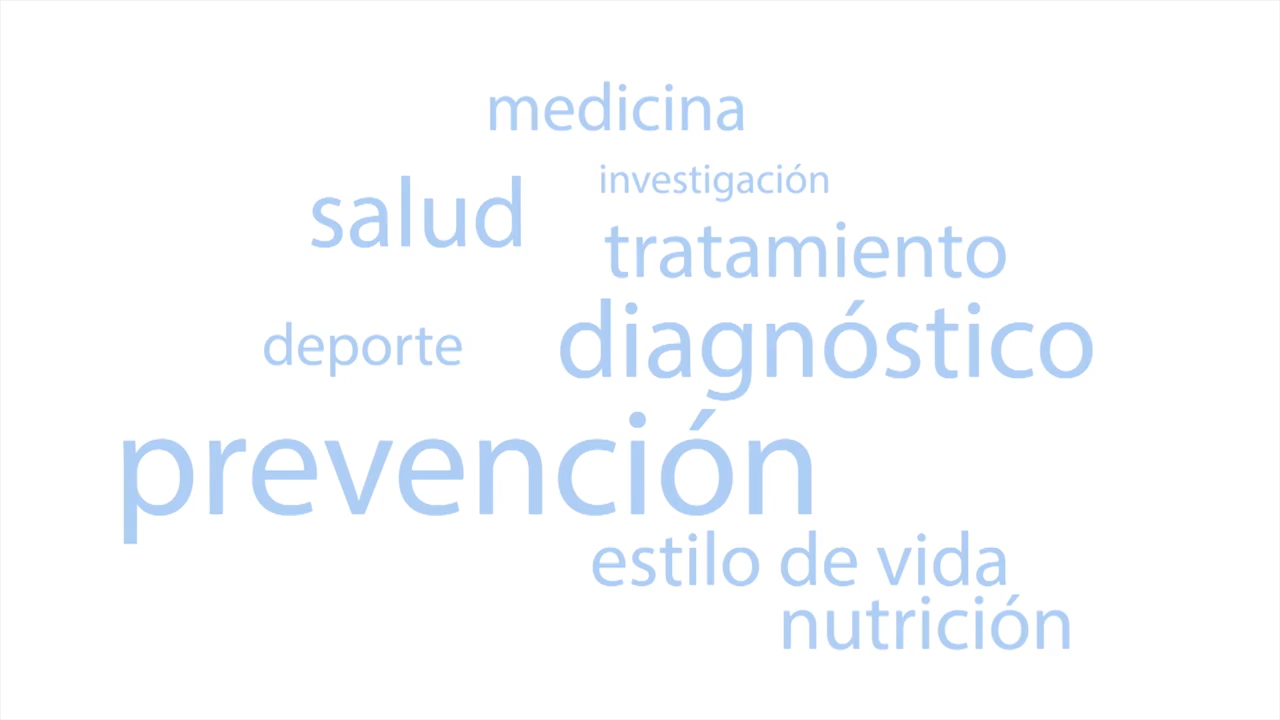 medicina
investigación
salud
tratamiento
diagnóstico
deporte
prevención
estilo de vida
nutrición